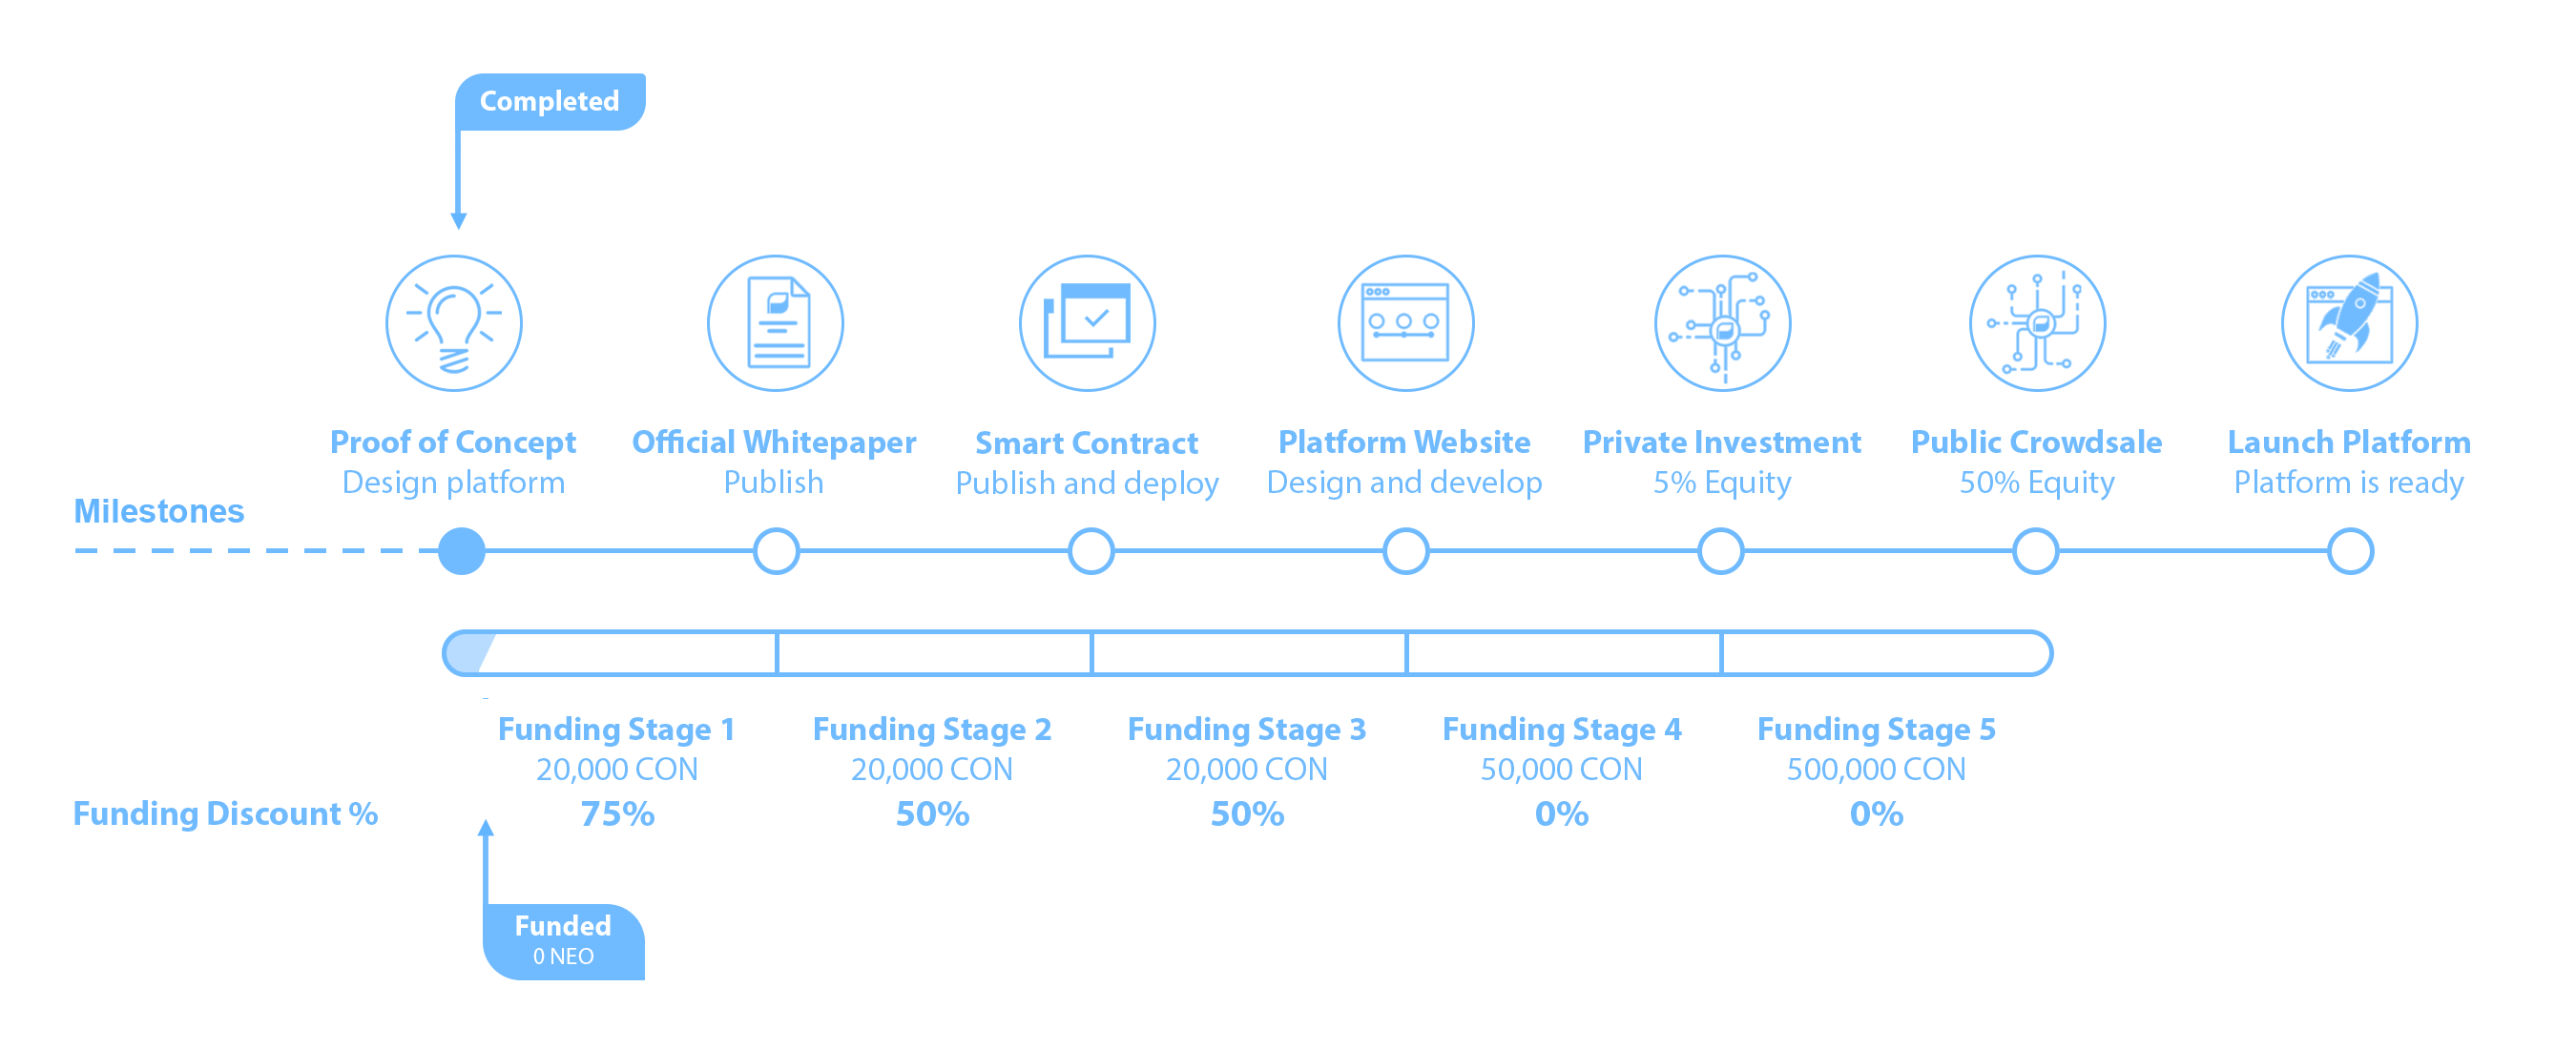 Completed
Proof of Concept
Design platform
Official Whitepaper
Publish
Smart Contract
Publish and deploy
Platform Website
Design and develop
Private Investment
5% Equity
Public Crowdsale
50% Equity
Launch Platform
Platform is ready
Milestones
Funding Stage 1
20,000 CON
Funding Stage 2
20,000 CON
Funding Stage 3
20,000 CON
Funding Stage 4
50,000 CON
Funding Stage 5
500,000 CON
Funding Discount %
75%
50%
50%
0%
0%
Funded
0 NEO